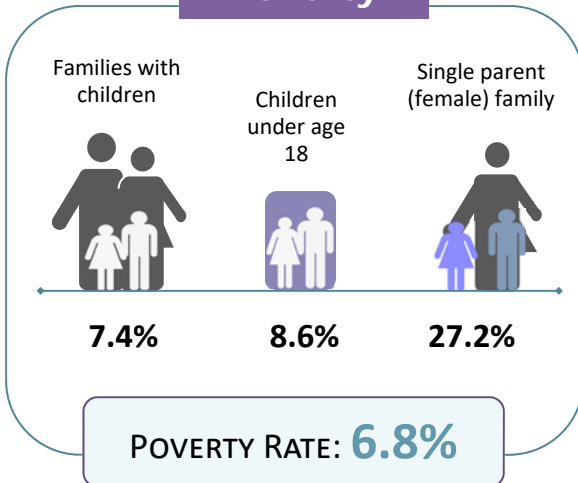 Families with
children
Children
under age
18
Single parent
(female) family
7.4%
8.6%
27.2%
POVERTY RATE: 6.8%